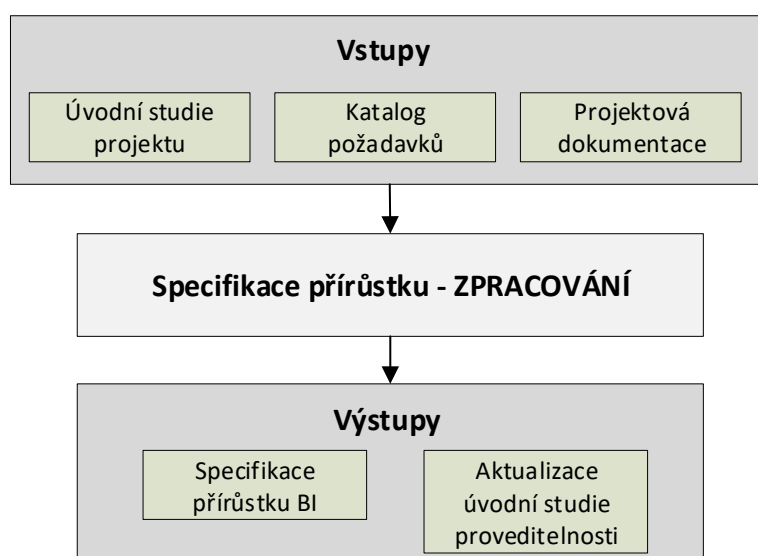 Vstupy
Úvodní studie
projektu
Katalog
požadavků
Projektová
dokumentace
Specifikace přírůstku - ZPRACOVÁNÍ
Výstupy
Specifikace
přírůstku BI
Aktualizace
úvodní studie
proveditelnosti